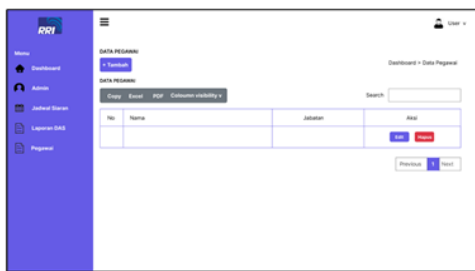 RRI
User v
Menu
Dashboard
Admin
Jadwal Siaran
Laporan DAS
Pegawai
DATA PEGAWAI
+ Tambah
Dashboard > Data Pegawai
DATA PEGAWAI
Copy Excel PDF Coloumn visibility v
Search
No Nama Jabatan Aksi
Edit Hapus
Previous 1 Next